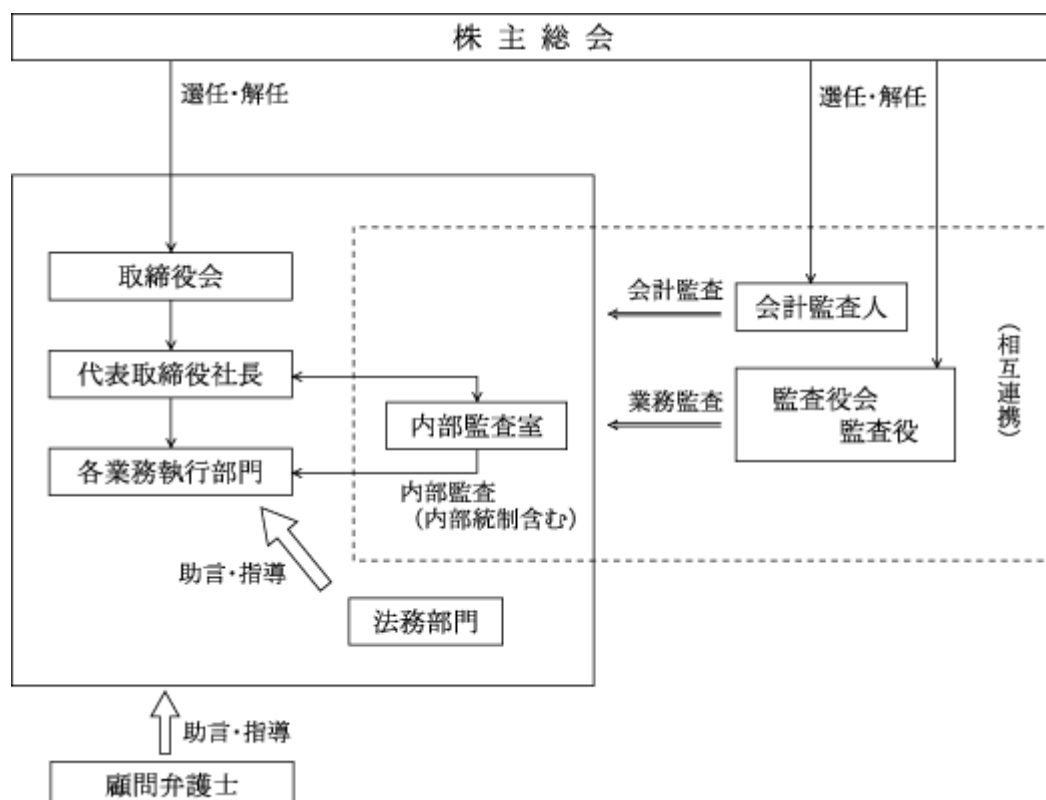 株主総会
選任・解任
選任・解任
取締役会
会計監査
会計監査人
代表取締役社長
業務監査
監査役会
監査役
(相互連携)
内部監査室
各業務執行部門
内部監査
(内部統制含む)
助言・指導
法務部門
助言・指導
顧問弁護士